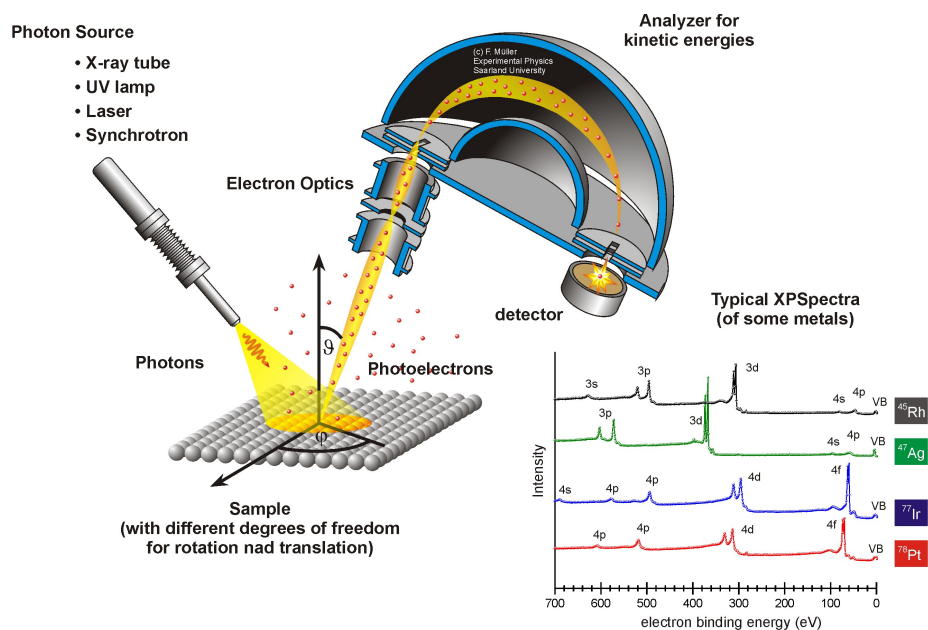 Photon Source
• X-ray tube
• UV lamp
• Laser
• Synchrotron
Analyzer for
kinetic energies
(c) F. Müller
Experimental Physics
Saarland University
Electron Optics
detector
Photons
ϑ
Photoelectrons
φ
Sample
(with different degrees of freedom
for rotation nad translation)
Typical XPSpectra
(of some metals)
Intensity
3s 3p 3d 4s 4p VB ⁴⁵Rh
3p 3d 4s 4p VB ⁴⁷Ag
4s 4p 4p 4d 4f VB ⁷⁷Ir
4p 4p 4d 4f VB ⁷⁸Pt
700 600 500 400 300 200 100 0
electron binding energy (eV)